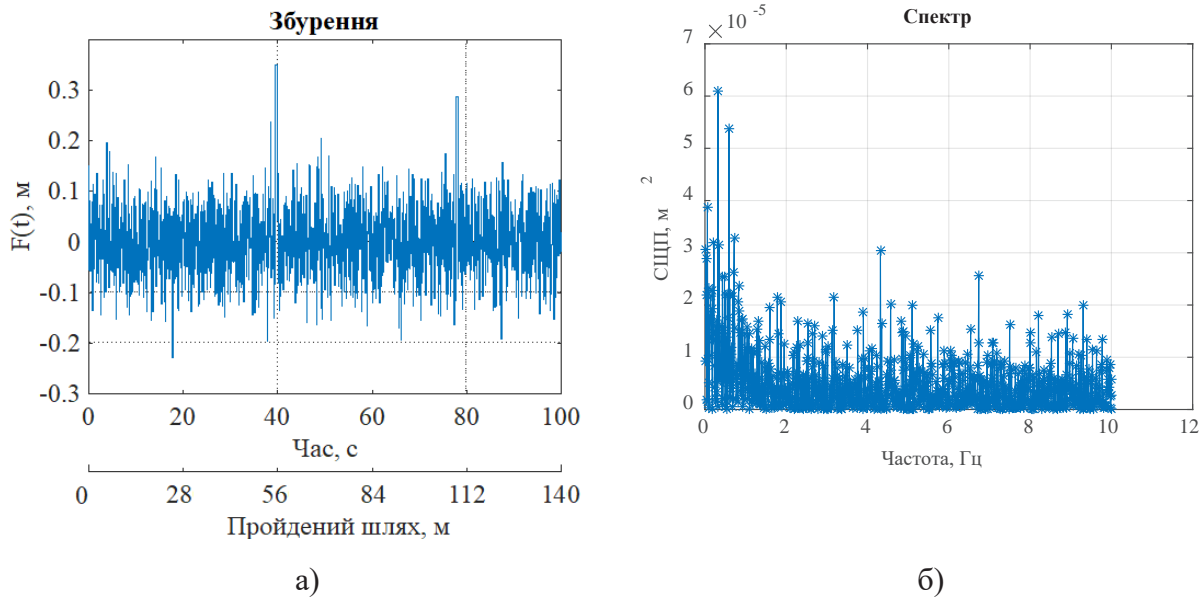 Збурення
F(t), м
0.3
0.2
0.1
0
-0.1
-0.2
-0.3
0 20 40 60 80 100
Час, с
0 28 56 84 112 140
Пройдений шлях, м
а)
Спектр
× 10 -5
СЩП, м 2
7
6
5
4
3
2
1
0
0 2 4 6 8 10 12
Частота, Гц
б)